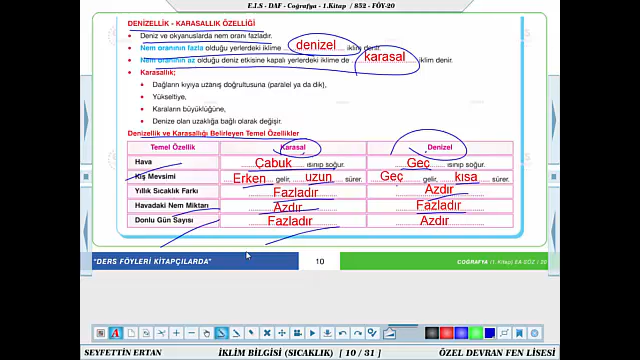 E.I.S - DAF - Coğrafya - 1.Kitap / 852 - FÖY-20
DENİZELLİK - KARASALLIK ÖZELLİĞİ
• Deniz ve okyanuslarda nem oranı fazladır.
• Nem oranının fazla olduğu yerlerdeki iklime denizel iklim denir.
• Nem oranının az olduğu deniz etkisine kapalı yerlerdeki iklime de karasal iklim denir.
• Karasallık;
• Dağların kıyıya uzanış doğrultusuna (paralel ya da dik),
• Yükseltiye,
• Karaların büyüklüğüne,
• Denize olan uzaklığa bağlı olarak değişir.
Denizellik ve Karasallığı Belirleyen Temel Özellikler
Temel Özellik Karasal Denizel
Hava Çabuk ısınıp soğur. Geç ısınıp soğur.
Kış Mevsimi Erken gelir, uzun sürer. Geç gelir, kısa sürer.
Yıllık Sıcaklık Farkı Fazladır Azdır
Havadaki Nem Miktarı Azdır Fazladır
Donlu Gün Sayısı Fazladır Azdır
"DERS FÖYLERİ KİTAPÇILARDA" 10 COĞRAFYA (1.Kitap) EA-SÖZ / 20
SEYFETTİN ERTAN İKLİM BİLGİSİ (SICAKLIK) [ 10 / 31 ] ÖZEL DEVRAN FEN LİSESİ